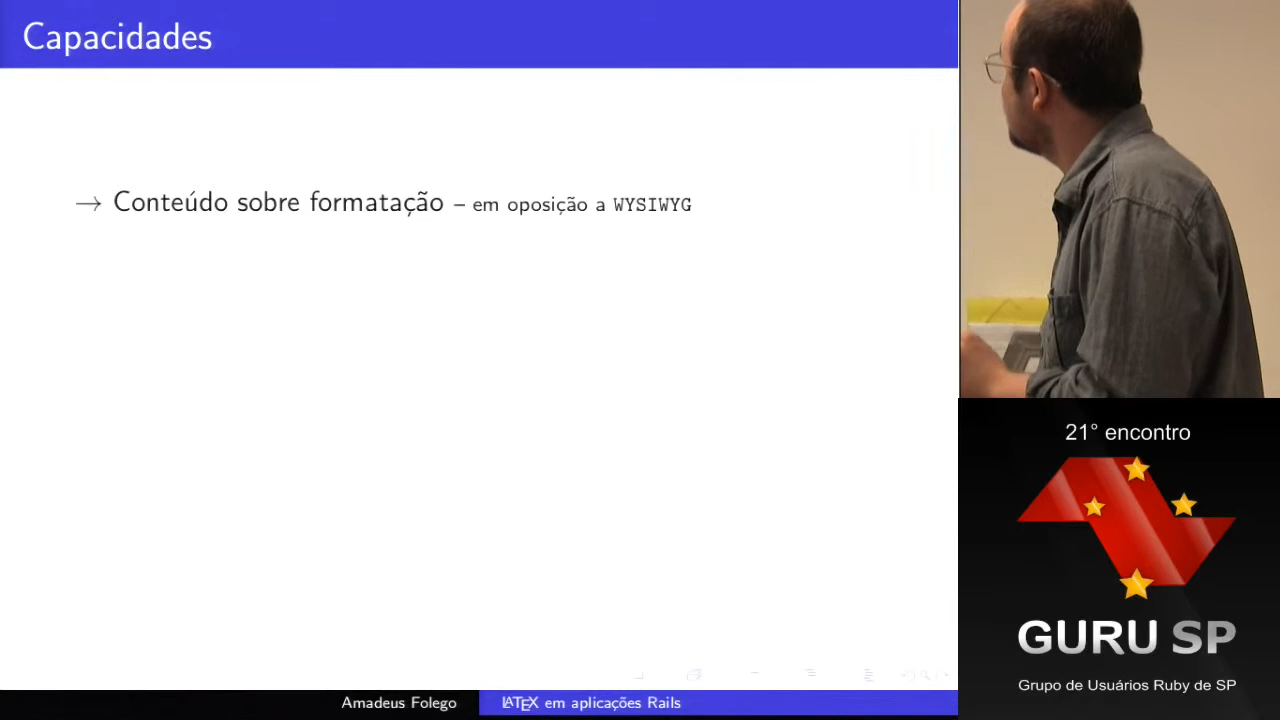 Capacidades
→ Conteúdo sobre formatação – em oposição a WYSIWYG
21° encontro
GURU SP
Grupo de Usuários Ruby de SP
Amadeus Folego
LATEX em aplicações Rails